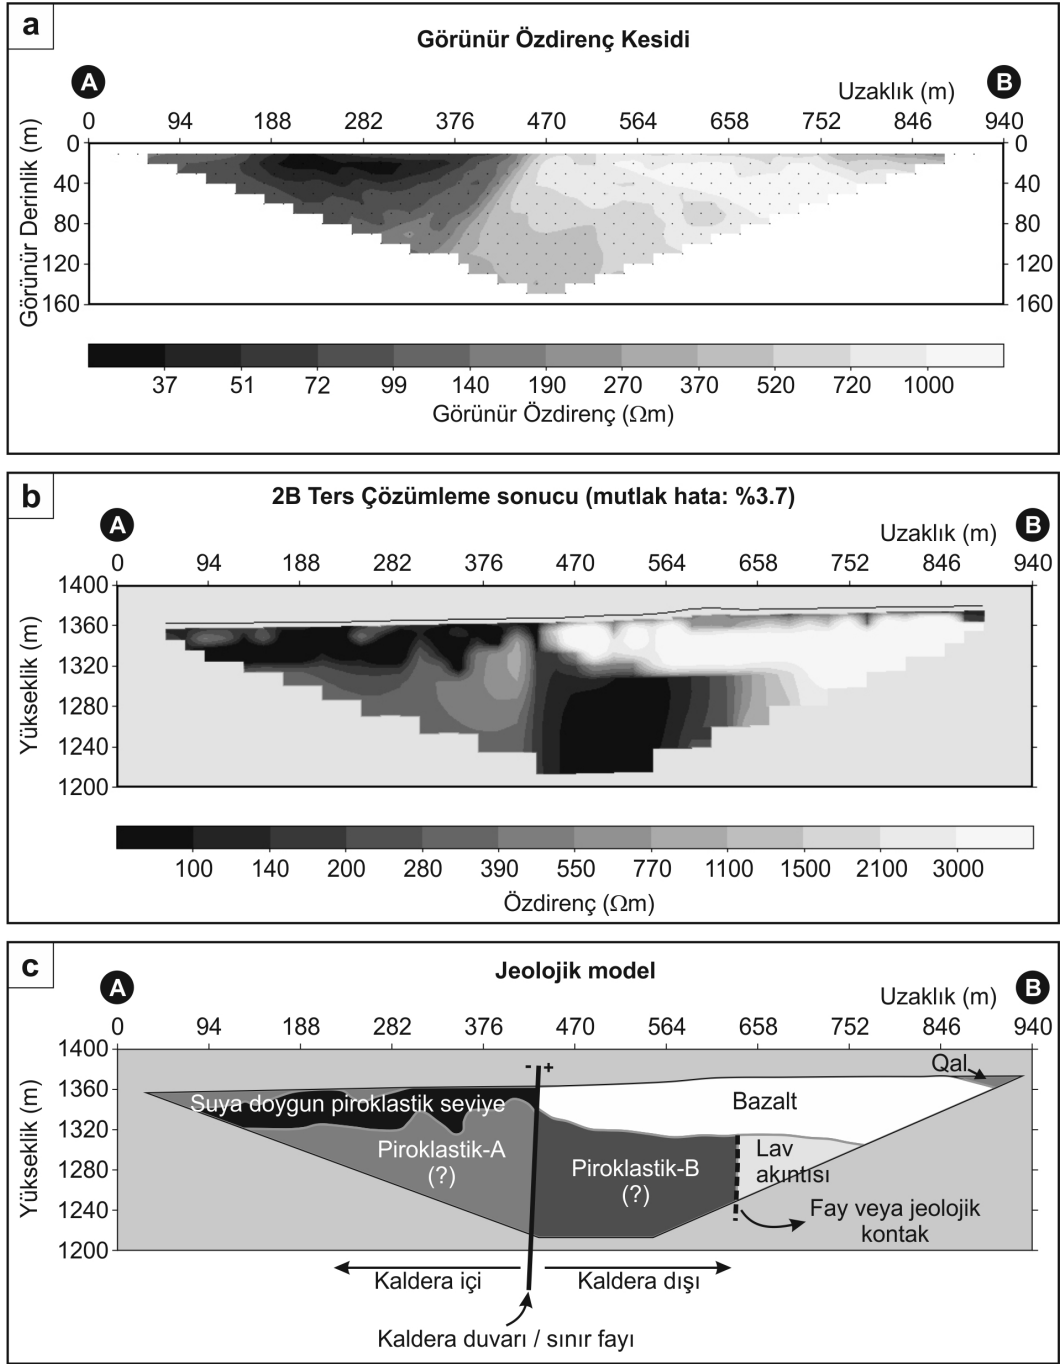 a
Görünür Özdirenç Kesidi
A
B
Uzaklık (m)
0 94 188 282 376 470 564 658 752 846 940
Görünür Derinlik (m)
0 0
40 40
80 80
120 120
160 160
37 51 72 99 140 190 270 370 520 720 1000
Görünür Özdirenç (Ωm)
b
2B Ters Çözümleme sonucu (mutlak hata: %3.7)
A
B
Uzaklık (m)
0 94 188 282 376 470 564 658 752 846 940
Yükseklik (m)
1400
1360
1320
1280
1240
1200
100 140 200 280 390 550 770 1100 1500 2100 3000
Özdirenç (Ωm)
c
Jeolojik model
A
B
Uzaklık (m)
0 94 188 282 376 470 564 658 752 846 940
Yükseklik (m)
1400
1360
1320
1280
1240
1200
- +
Qal
Suya doygun piroklastik seviye
Bazalt
Piroklastik-A
(?)
Piroklastik-B
(?)
Lav
akıntısı
Fay veya jeolojik
kontak
Kaldera içi
Kaldera dışı
Kaldera duvarı / sınır fayı